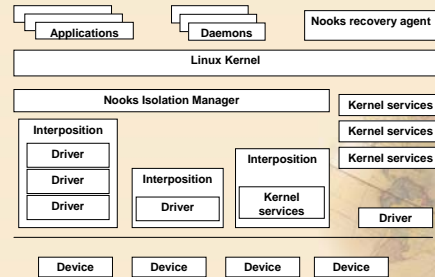 Applications
Daemons
Nooks recovery agent
Linux Kernel
Nooks Isolation Manager
Kernel services
Kernel services
Kernel services
Interposition
Driver
Driver
Driver
Interposition
Driver
Interposition
Kernel
services
Driver
Device
Device
Device
Device